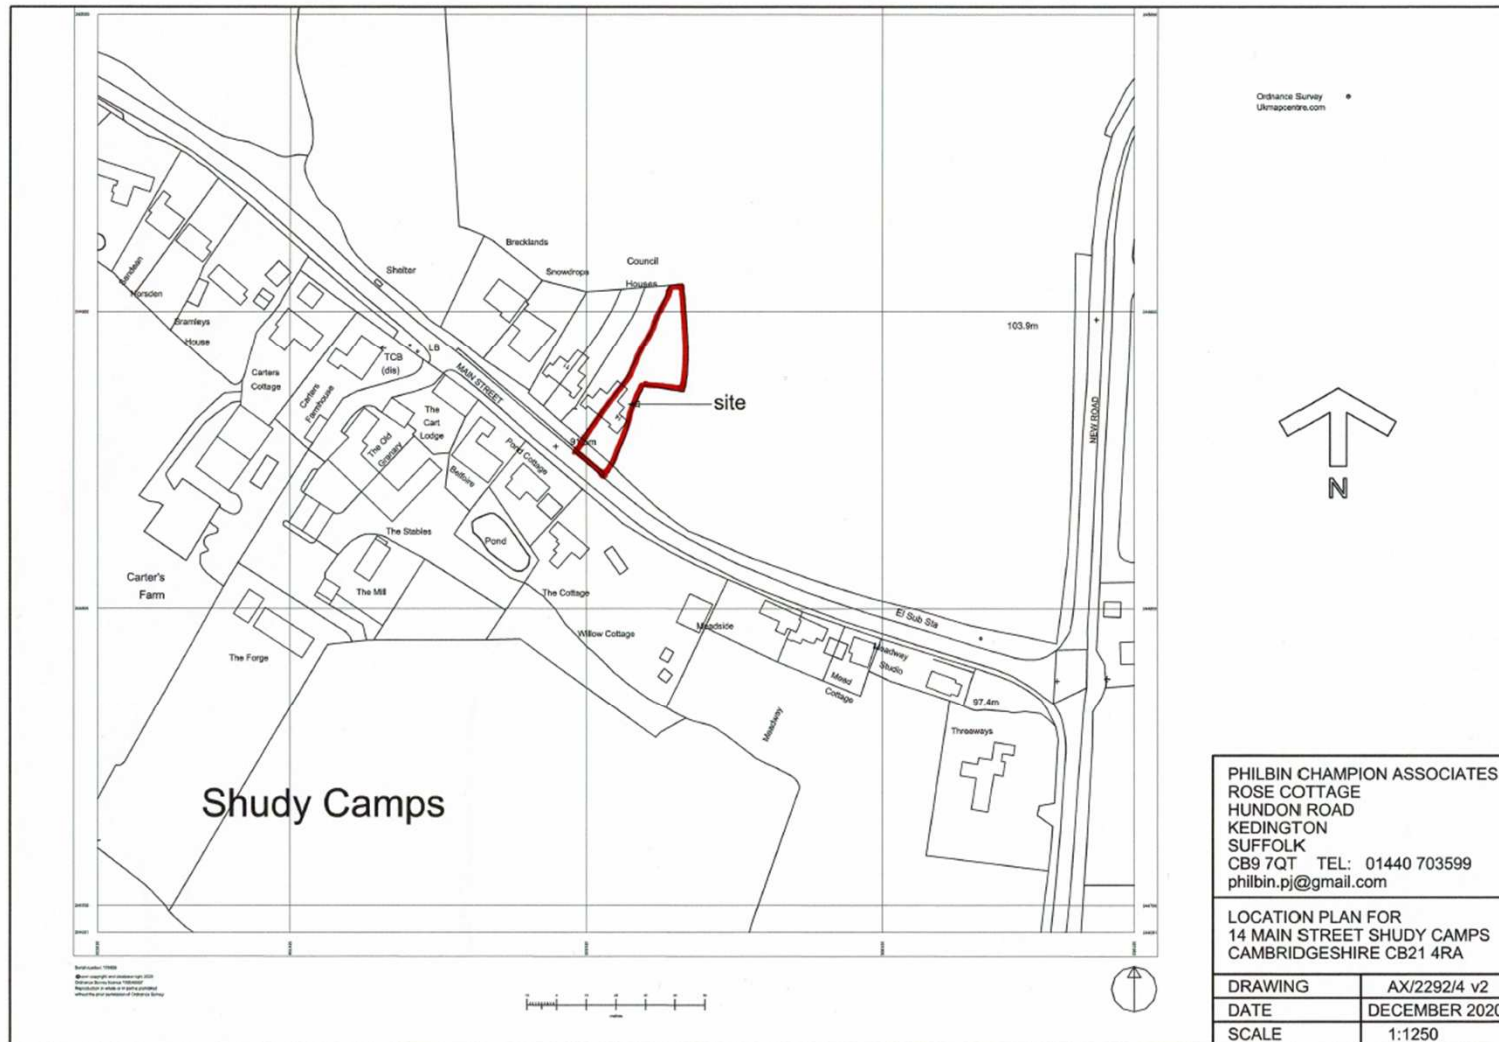 Ordnance Survey
Ukmapcentre.com
Brecklands
Council
Snowdrops
Houses
Shelter
Sandean
Horsden
Bramleys
House
103.9m
LB
TCB
(dis)
MAIN STREET
Carters
Cottage
Carters
Farmhouse
site
The
Cart
Lodge
NEW ROAD
The Old
Granary
Pond Cottage
Belfoire
N
The Stables
Pond
Carter's
Farm
The Mill
The Cottage
El Sub Sta
Meadside
Willow Cottage
The Forge
Meadway
Studio
Mead
Cottage
97.4m
Meadway
Threeways
Shudy Camps
PHILBIN CHAMPION ASSOCIATES
ROSE COTTAGE
HUNDON ROAD
KEDINGTON
SUFFOLK
CB9 7QT TEL: 01440 703599
philbin.pj@gmail.com
LOCATION PLAN FOR
14 MAIN STREET SHUDY CAMPS
CAMBRIDGESHIRE CB21 4RA
DRAWING AX/2292/4 v2
DATE DECEMBER 2020
SCALE 1:1250